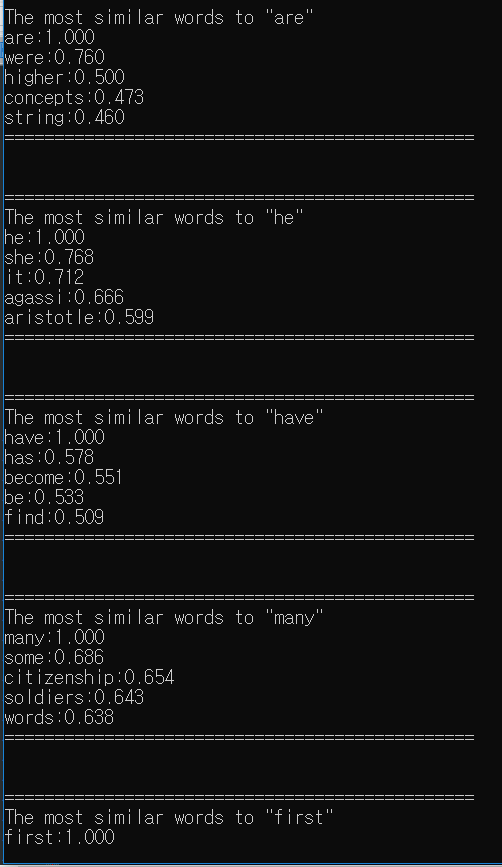 The most similar words to "are"
are:1.000
were:0.760
higher:0.500
concepts:0.473
string:0.460
===============================================
===============================================
The most similar words to "he"
he:1.000
she:0.768
it:0.712
agassi:0.666
aristotle:0.599
===============================================
===============================================
The most similar words to "have"
have:1.000
has:0.578
become:0.551
be:0.533
find:0.509
===============================================
===============================================
The most similar words to "many"
many:1.000
some:0.686
citizenship:0.654
soldiers:0.643
words:0.638
===============================================
===============================================
The most similar words to "first"
first:1.000